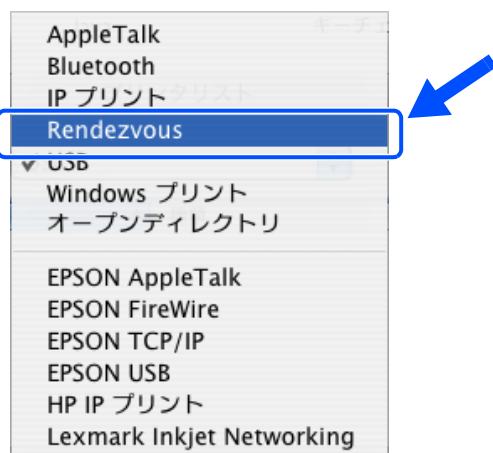 AppleTalk
Bluetooth
IP プリント
Rendezvous
USB
Windows プリント
オープンディレクトリ
EPSON AppleTalk
EPSON FireWire
EPSON TCP/IP
EPSON USB
HP IP プリント
Lexmark Inkjet Networking